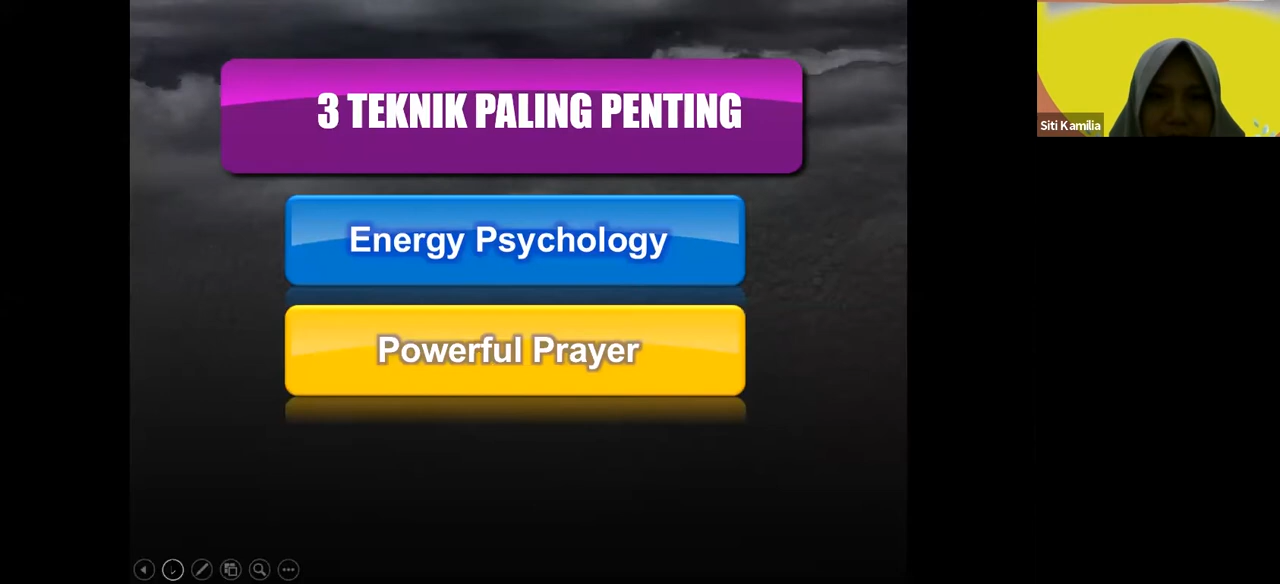 3 TEKNIK PALING PENTING
Energy Psychology
Powerful Prayer
Siti Kamilia